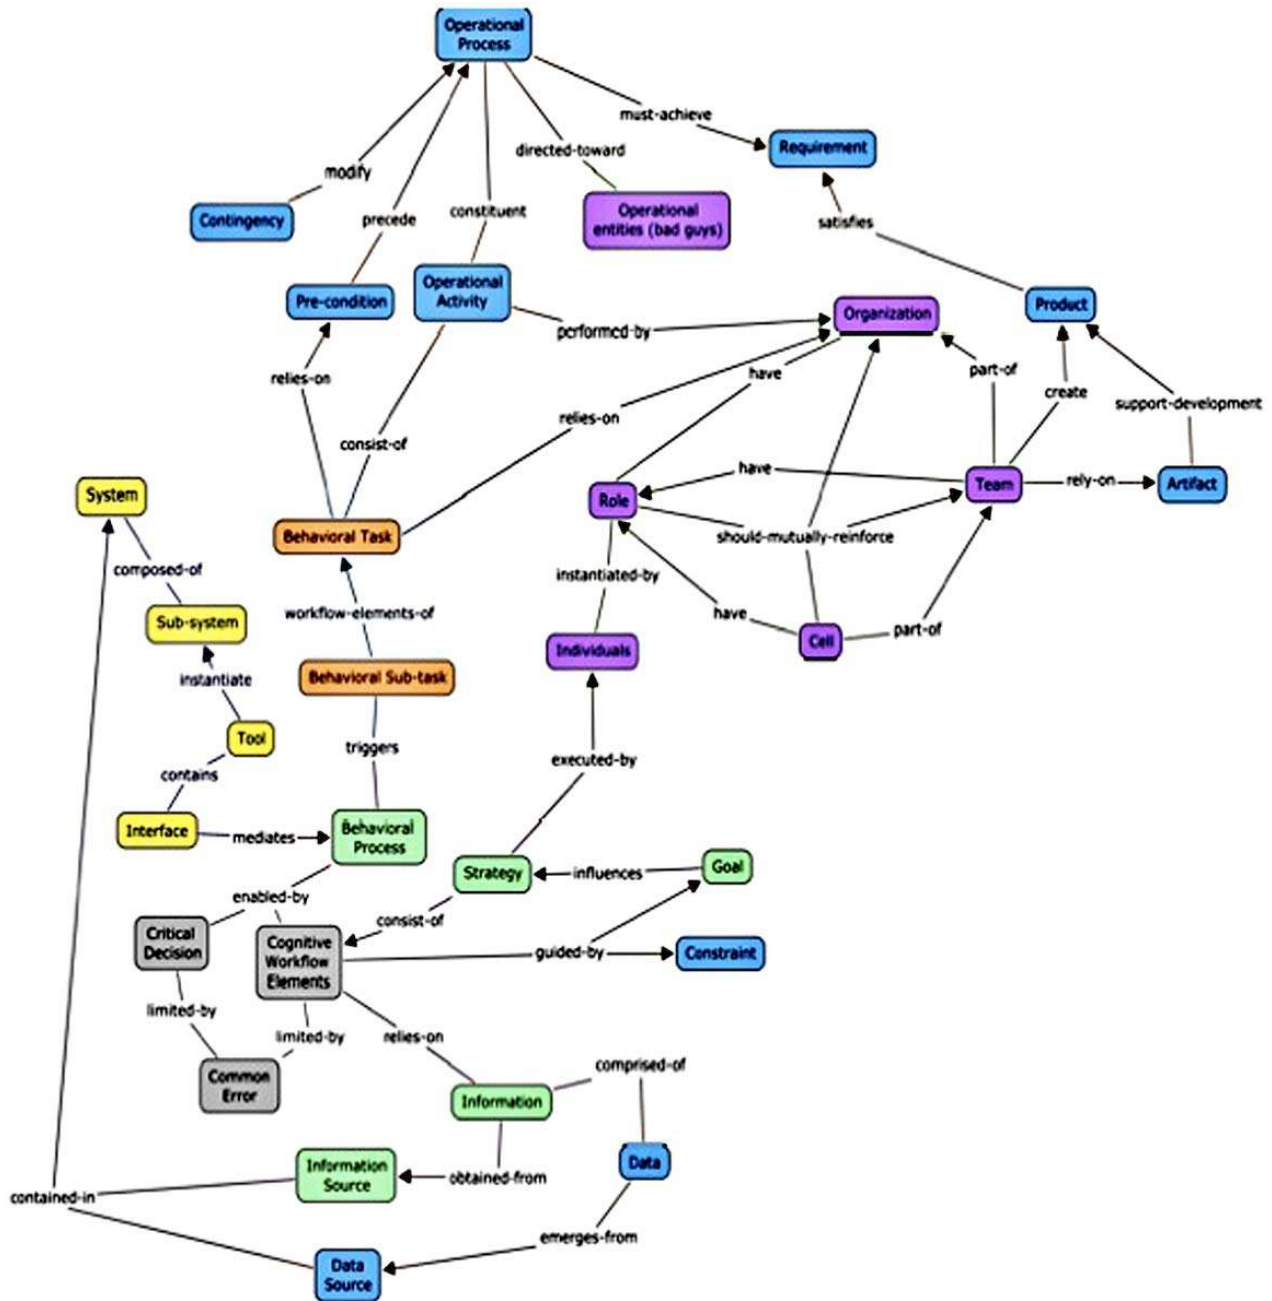 Operational
Process
must-achieve
Requirement
directed-toward
modify
Contingency
precede
constituent
Operational
entities (bad guys)
satisfies
Pre-condition
Operational
Activity
Organization
Product
performed-by
relies-on
have
part-of
create
support-development
consist-of
relies-on
System
have
Role
Team
rely-on
Artifact
Behavioral Task
should-mutually-reinforce
composed-of
instantiated-by
Sub-system
workflow-elements-of
have
part-of
Cell
Individuals
instantiate
Behavioral Sub-task
Tool
triggers
executed-by
contains
Interface
mediates
Behavioral
Process
Strategy
influences
Goal
enabled-by
consist-of
Critical
Decision
Cognitive
Workflow
Elements
guided-by
Constraint
limited-by
limited-by
relies-on
comprised-of
Common
Error
Information
Information
Source
obtained-from
Data
contained-in
emerges-from
Data
Source